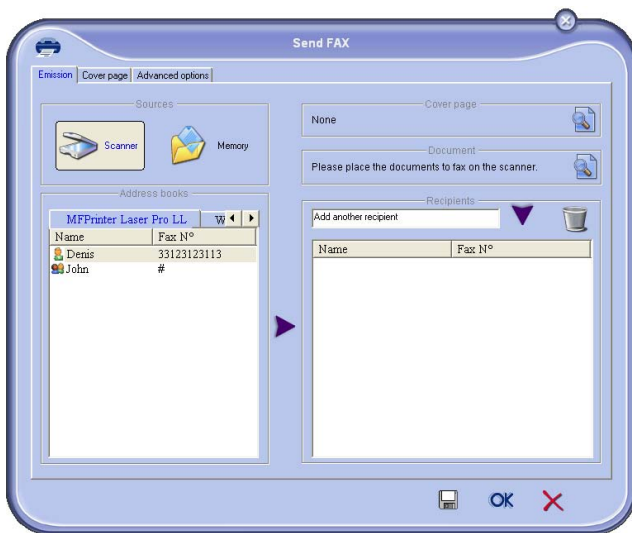 Send FAX
Emission Cover page Advanced options
Sources
Scanner
Memory
Cover page
None
Document
Please place the documents to fax on the scanner.
Address books
MFPrinter Laser Pro LL W
Name Fax N°
Denis 33123123113
John #
Recipients
Add another recipient
Name Fax N°
OK